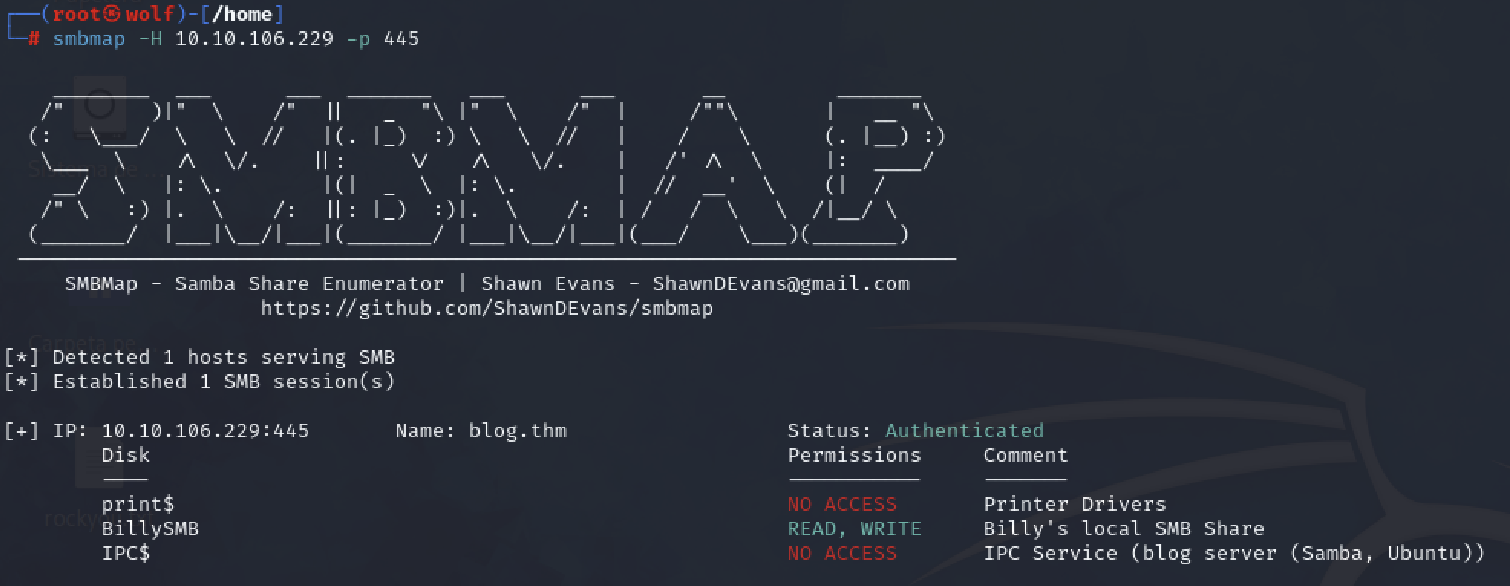 ┌──(root㉿wolf)-[/home]
└─# smbmap -H 10.10.106.229 -p 445
SMBMAP
SMBMap - Samba Share Enumerator | Shawn Evans - ShawnDEvans@gmail.com
https://github.com/ShawnDEvans/smbmap
[*] Detected 1 hosts serving SMB
[*] Established 1 SMB session(s)
[+] IP: 10.10.106.229:445 Name: blog.thm Status: Authenticated
Disk Permissions Comment
---- ----------- -------
print$ NO ACCESS Printer Drivers
BillySMB READ, WRITE Billy's local SMB Share
IPC$ NO ACCESS IPC Service (blog server (Samba, Ubuntu))